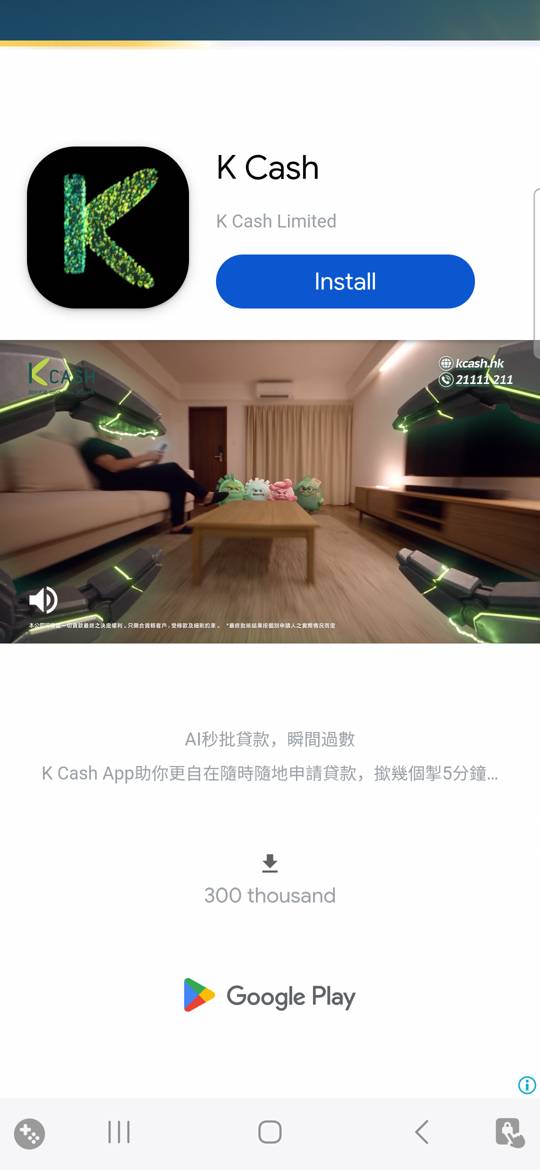 K Cash
K Cash Limited
Install
K CASH
kcash.hk
21111 211
AI秒批貸款，瞬間過數
K Cash App助你更自在隨時隨地申請貸款，撳幾個掣5分鐘...
300 thousand
Google Play